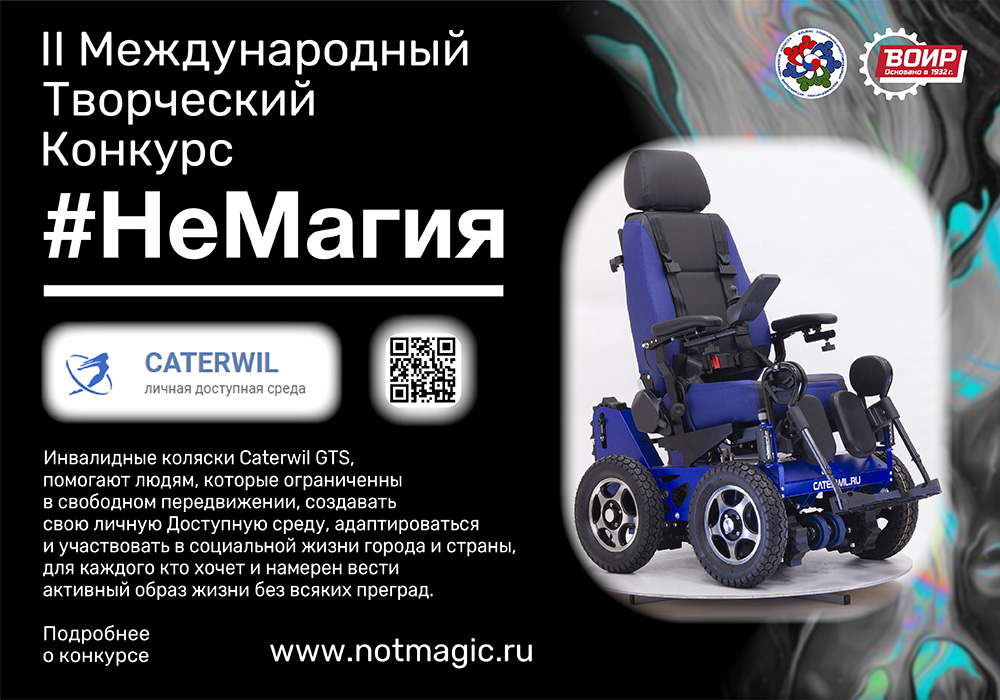 II Международный
Творческий
Конкурс
#НеМагия
ВОИР
Основано в 1932 г.
CATERWIL
личная доступная среда
Инвалидные коляски Caterwil GTS,
помогают людям, которые ограниченны
в свободном передвижении, создавать
свою личную Доступную среду, адаптироваться
и участвовать в социальной жизни города и страны,
для каждого кто хочет и намерен вести
активный образ жизни без всяких преград.
CATERWIL.RU
Подробнее
о конкурсе
www.notmagic.ru